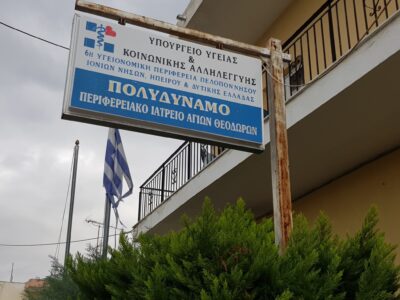 ΥΠΟΥΡΓΕΙΟ ΥΓΕΙΑΣ
&
ΚΟΙΝΩΝΙΚΗΣ ΑΛΛΗΛΕΓΓΥΗΣ
6η ΥΓΕΙΟΝΟΜΙΚΗ ΠΕΡΙΦΕΡΕΙΑ ΠΕΛΟΠΟΝΝΗΣΟΥ
ΙΟΝΙΩΝ ΝΗΣΩΝ, ΗΠΕΙΡΟΥ & ΔΥΤΙΚΗΣ ΕΛΛΑΔΑΣ
ΠΟΛΥΔΥΝΑΜΟ
ΠΕΡΙΦΕΡΕΙΑΚΟ ΙΑΤΡΕΙΟ ΑΓΙΩΝ ΘΕΟΔΩΡΩΝ